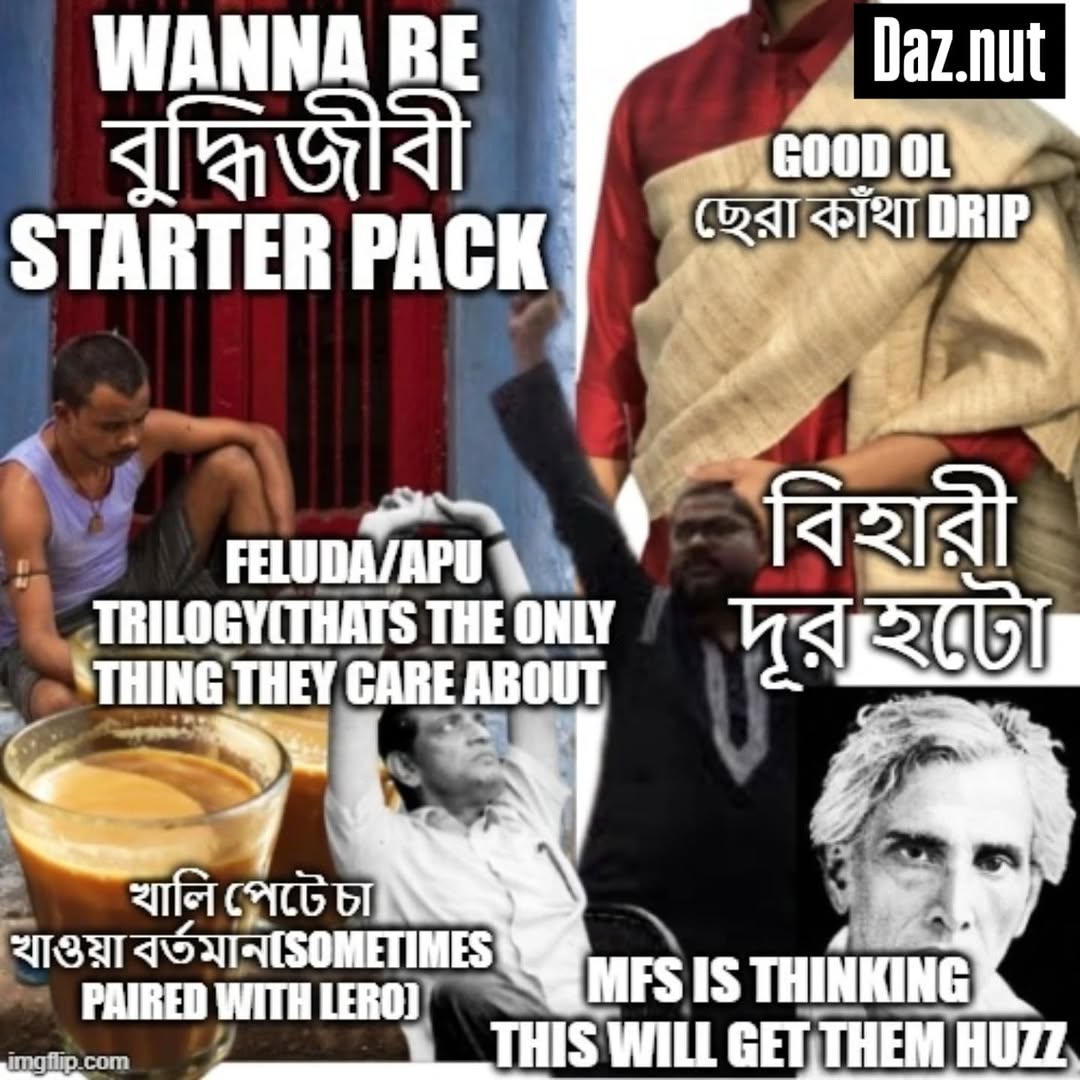 WANNA BE
বুদ্ধিজীবী
STARTER PACK
Daz.nut
GOOD OL
ছেরা কাঁথা DRIP
FELUDA/APU
TRILOGY(THATS THE ONLY
THING THEY CARE ABOUT
বিহারী
দূর হটো
খালি পেটে চা
খাওয়া বর্তমান(SOMETIMES
PAIRED WITH LERO)
MFS IS THINKING
THIS WILL GET THEM HUZZ
imgflip.com